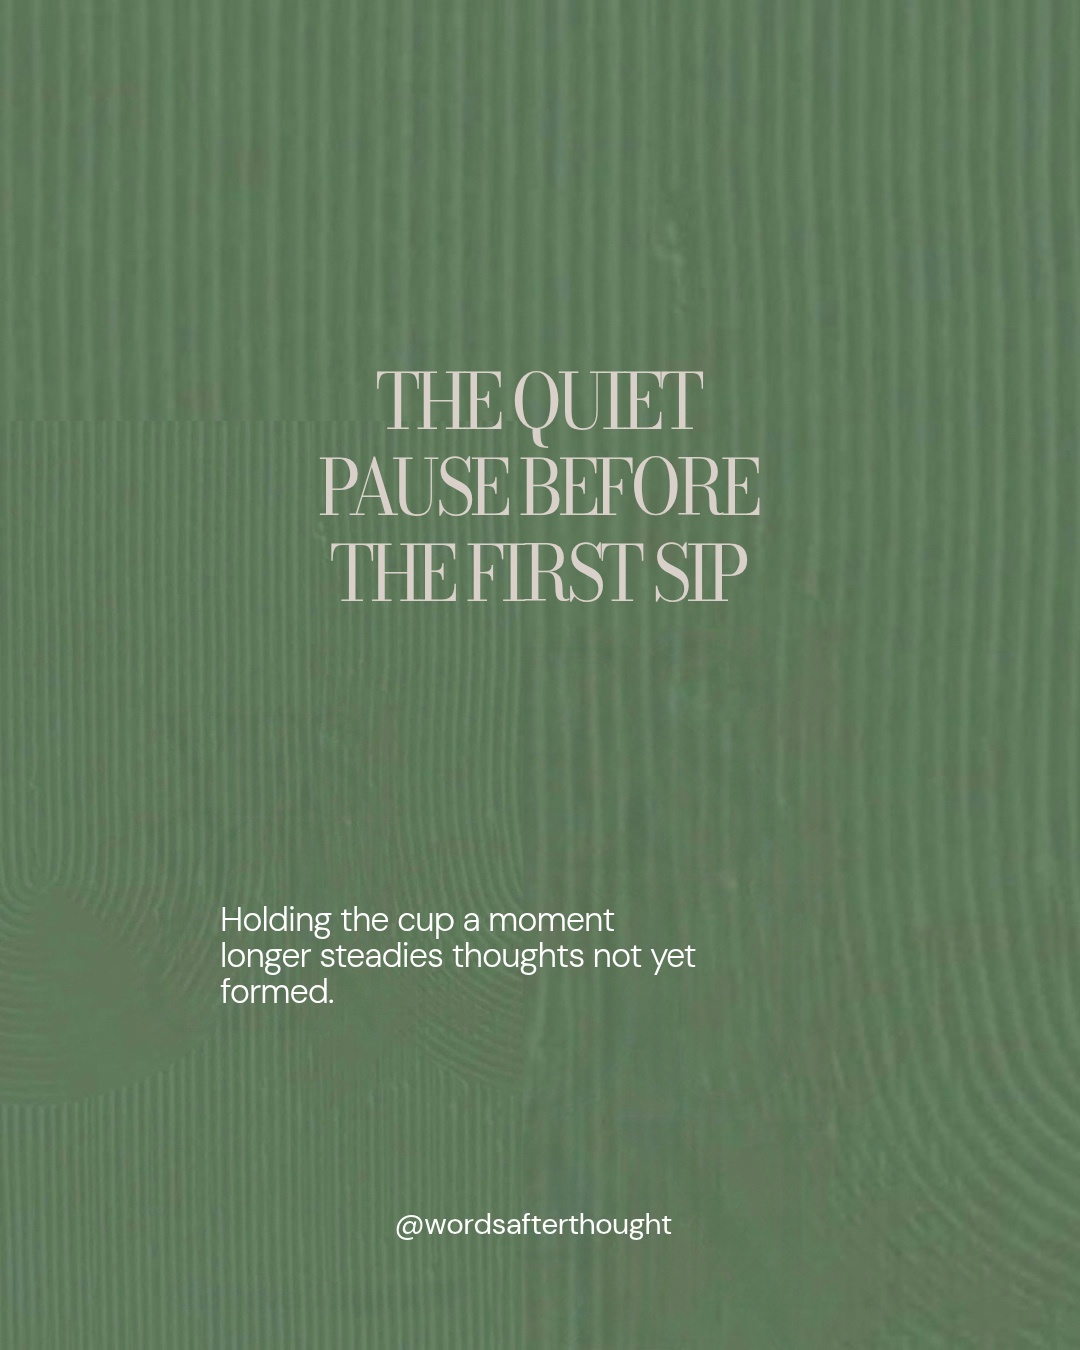 THE QUIET
PAUSE BEFORE
THE FIRST SIP
Holding the cup a moment
longer steadies thoughts not yet
formed.
@wordsafterthought